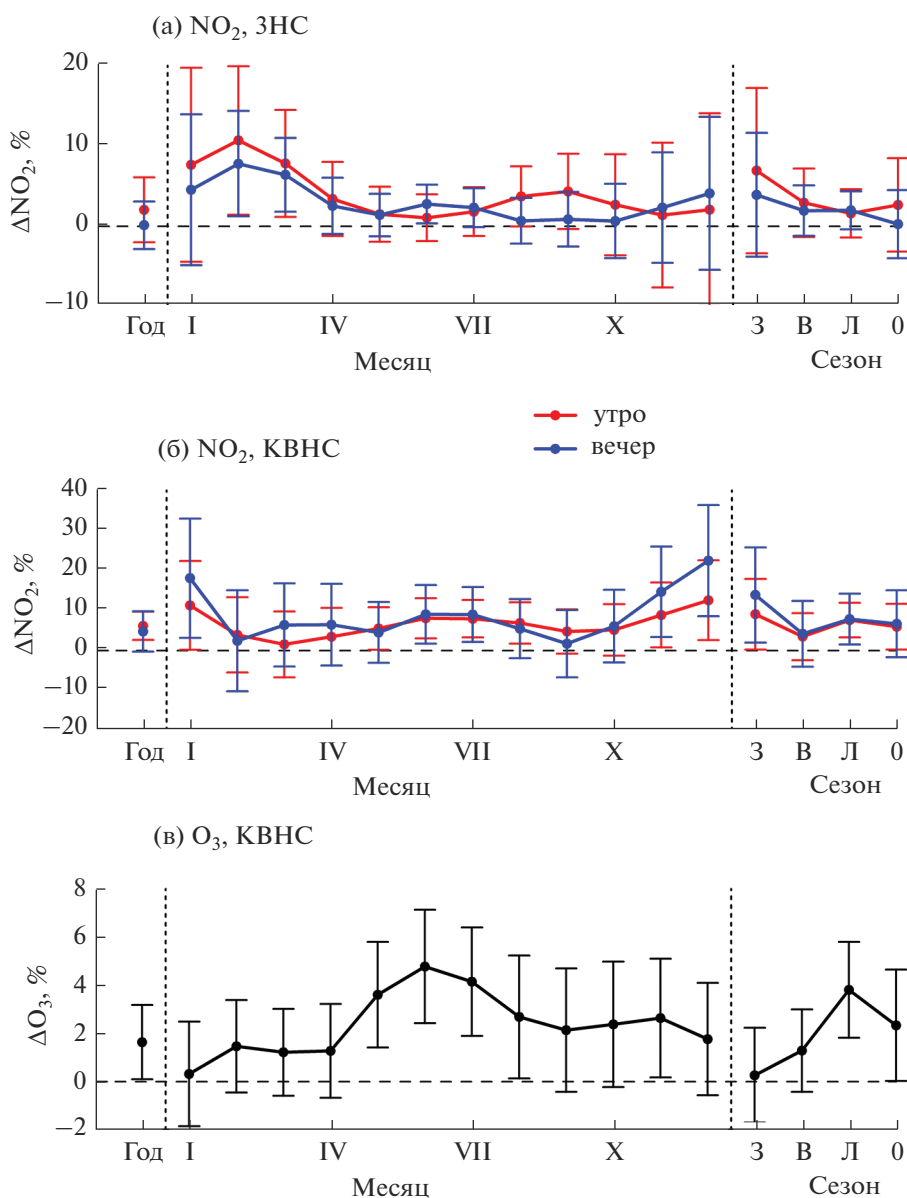 (а) NO₂, ЗНС
20
10
0
−10
ΔNO₂, %
Год I IV VII X З В Л 0
Месяц Сезон
утро
вечер
(б) NO₂, КВНС
40
30
20
10
0
−10
−20
ΔNO₂, %
Год I IV VII X З В Л 0
Месяц Сезон
(в) O₃, КВНС
8
6
4
2
0
−2
ΔO₃, %
Год I IV VII X З В Л 0
Месяц Сезон